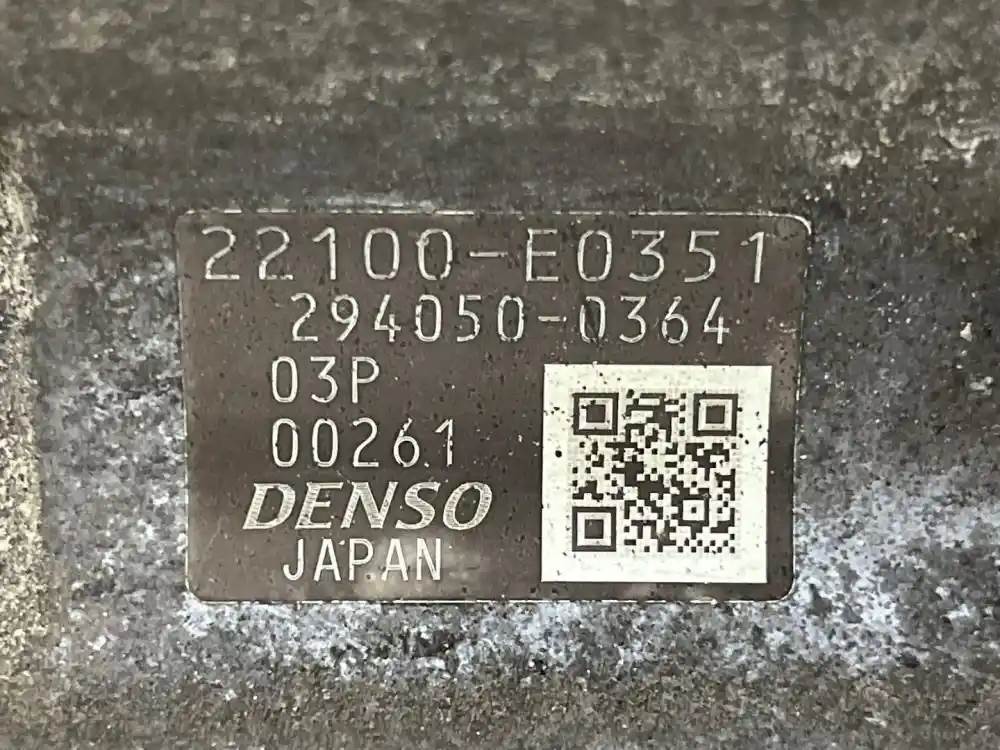 22100-E0351
294050-0364
03P
00261
DENSO
JAPAN